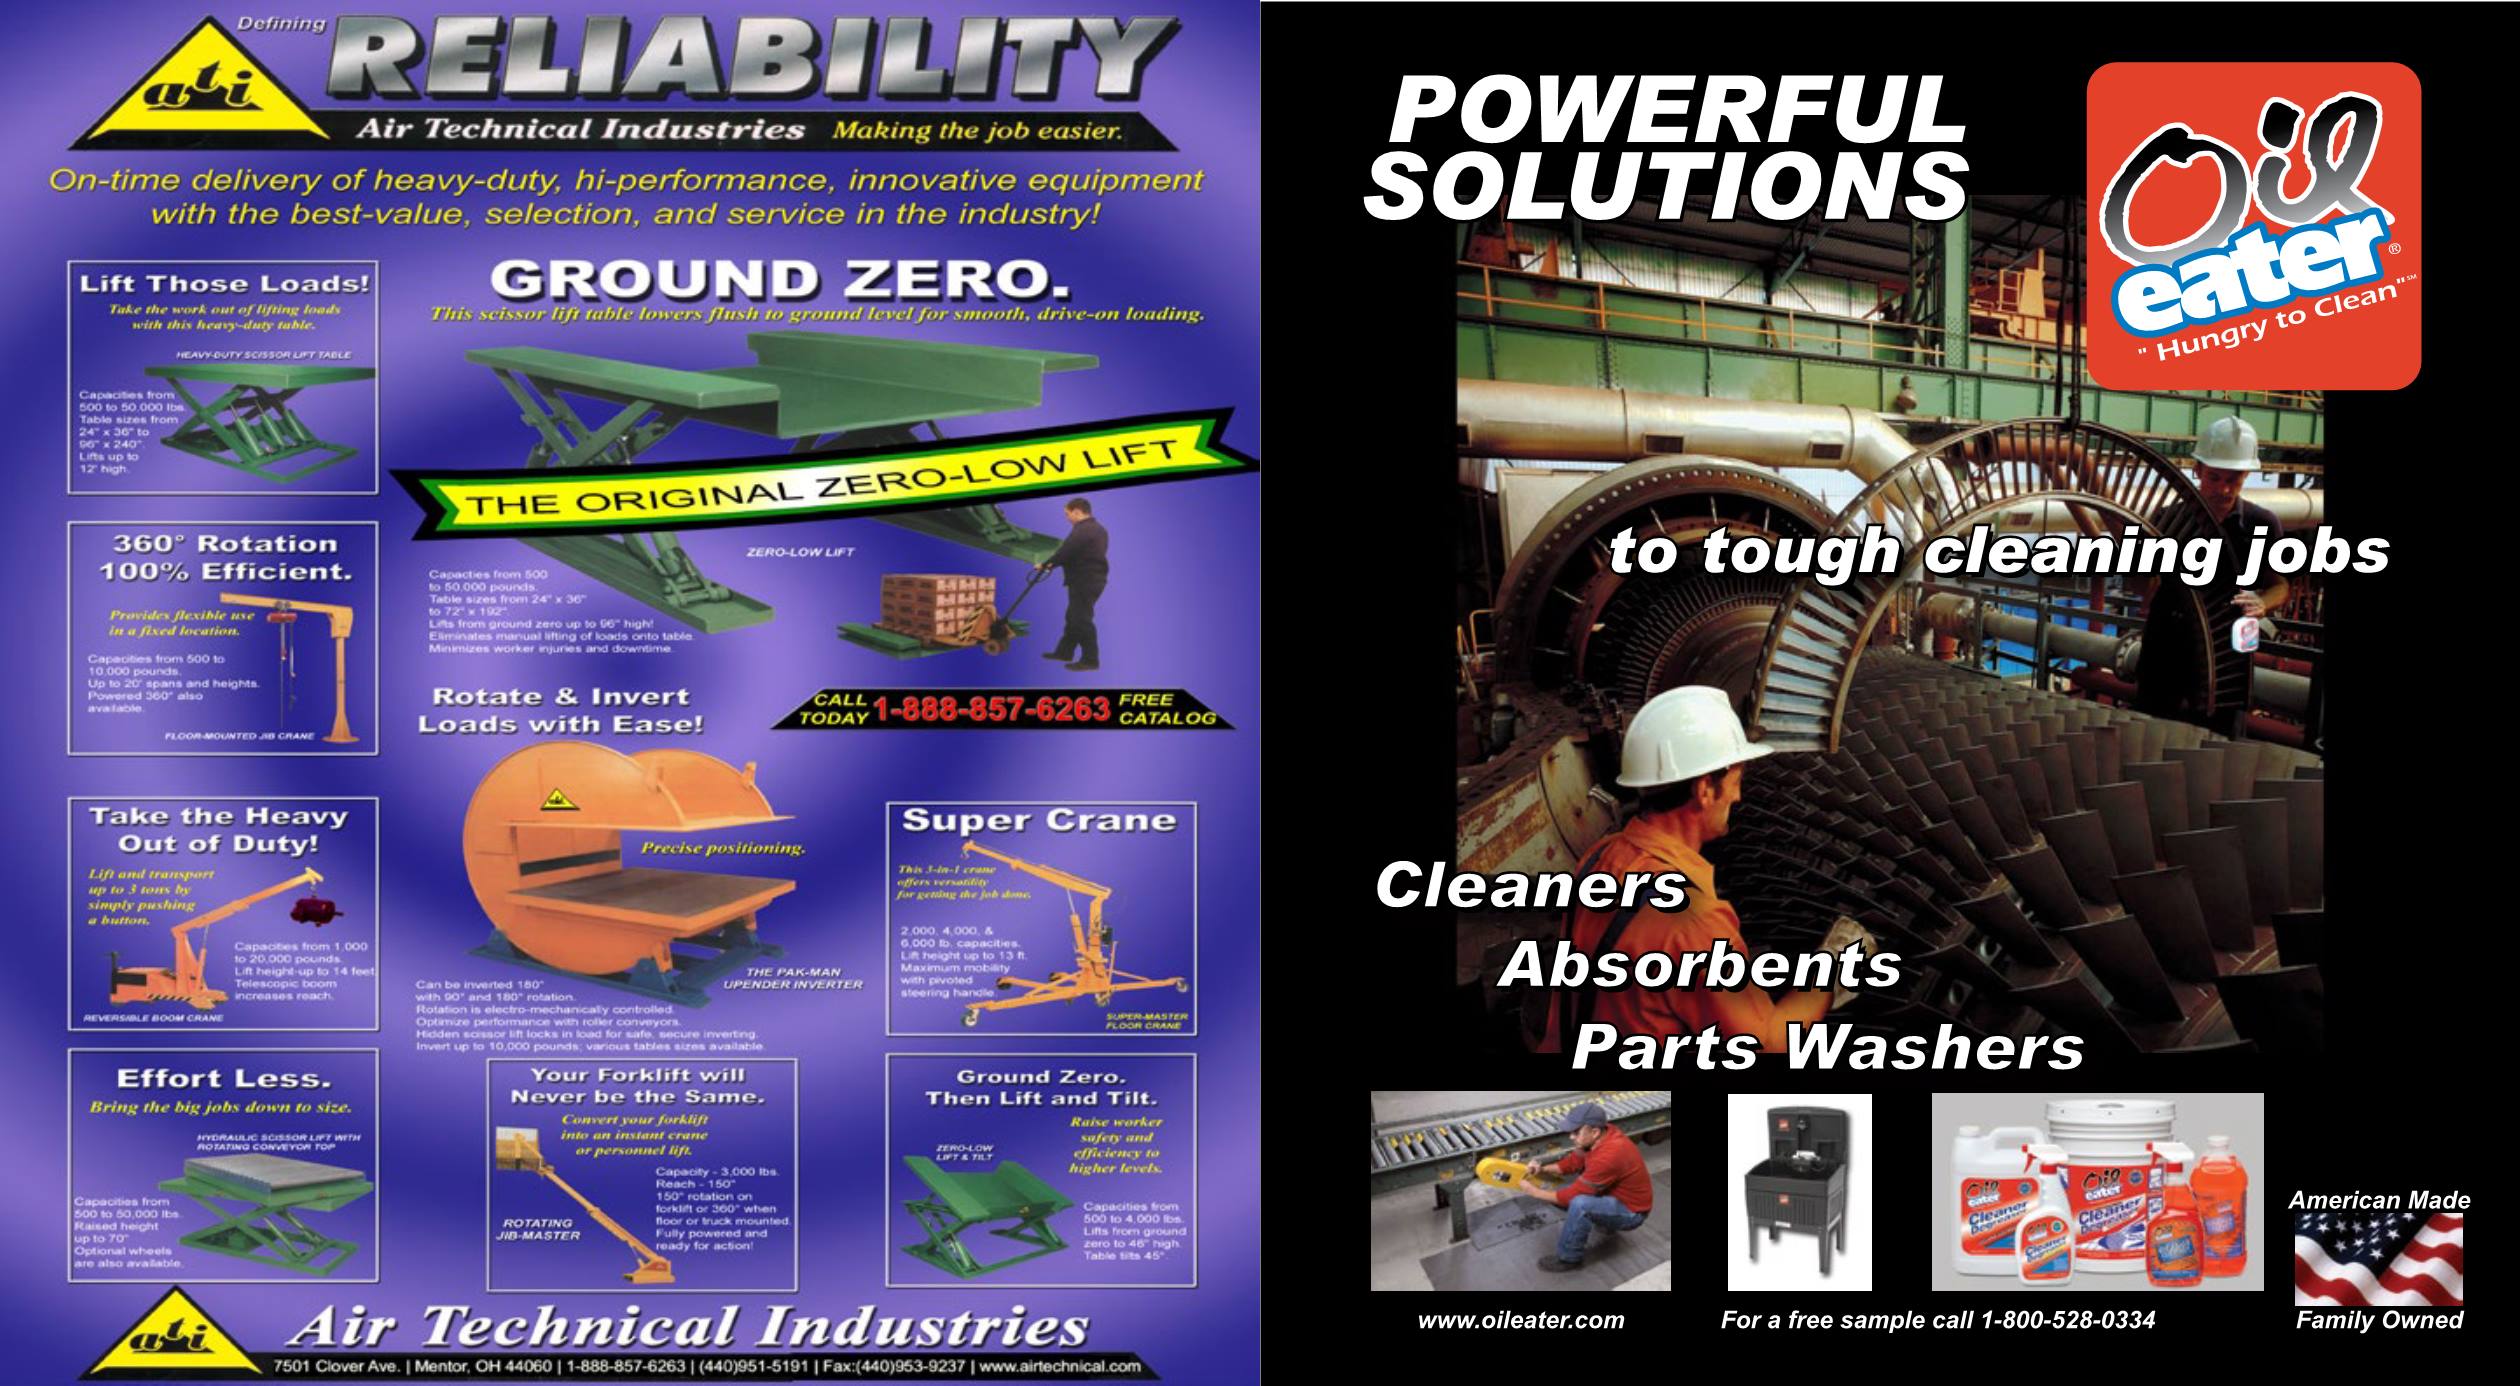 Defining
RELIABILITY
ati
Air Technical Industries Making the job easier.
On-time delivery of heavy-duty, hi-performance, innovative equipment
with the best-value, selection, and service in the industry!
Lift Those Loads!
Take the work out of lifting loads
with this heavy-duty table.
HEAVY-DUTY SCISSOR LIFT TABLE
Capacities from
500 to 50,000 lbs.
Table sizes from
24" x 36" to
96" x 240".
Lifts up to
12' high.
GROUND ZERO.
This scissor lift table lowers flush to ground level for smooth, drive-on loading.
THE ORIGINAL ZERO-LOW LIFT
ZERO-LOW LIFT
Capacties from 500
to 50,000 pounds.
Table sizes from 24" x 36"
to 72" x 192".
Lifts from ground zero up to 96" high!
Eliminates manual lifting of loads onto table.
Minimizes worker injuries and downtime.
360° Rotation
100% Efficient.
Provides flexible use
in a fixed location.
Capacities from 500 to
10,000 pounds.
Up to 20' spans and heights.
Powered 360° also
available.
FLOOR-MOUNTED JIB CRANE
CALL
TODAY
1-888-857-6263
FREE
CATALOG
Rotate & Invert
Loads with Ease!
ati
Precise positioning.
THE PAK-MAN
UPENDER INVERTER
Can be inverted 180°
with 90° and 180° rotation.
Rotation is electro-mechanically controlled.
Optimize performance with roller conveyors.
Hidden scissor lift locks in load for safe, secure inverting.
Invert up to 10,000 pounds; various tables sizes available.
Take the Heavy
Out of Duty!
Lift and transport
up to 3 tons by
simply pushing
a button.
Capacities from 1,000
to 20,000 pounds.
Lift height-up to 14 feet.
Telescopic boom
increases reach.
REVERSIBLE BOOM CRANE
Super Crane
This 3-in-1 crane
offers versatility
for getting the job done.
2,000, 4,000, &
6,000 lb. capacities.
Lift height up to 13 ft.
Maximum mobility
with pivoted
steering handle.
SUPER-MASTER
FLOOR CRANE
Effort Less.
Bring the big jobs down to size.
HYDRAULIC SCISSOR LIFT WITH
ROTATING CONVEYOR TOP
Capacities from
500 to 50,000 lbs.
Raised height
up to 70"
Optional wheels
are also available.
Your Forklift will
Never be the Same.
Convert your forklift
into an instant crane
or personnel lift.
Capacity - 3,000 lbs.
Reach - 150"
150° rotation on
forklift or 360° when
floor or truck mounted.
Fully powered and
ready for action!
ROTATING
JIB-MASTER
Ground Zero.
Then Lift and Tilt.
Raise worker
safety and
efficiency to
higher levels.
ZERO-LOW
LIFT & TILT
Capacities from
500 to 4,000 lbs.
Lifts from ground
zero to 46" high.
Table tilts 45°.
ati
Air Technical Industries
7501 Clover Ave. | Mentor, OH 44060 | 1-888-857-6263 | (440)951-5191 | Fax:(440)953-9237 | www.airtechnical.com
POWERFUL
SOLUTIONS
Oil
eater®
"Hungry to Clean"℠
to tough cleaning jobs
Cleaners
Absorbents
Parts Washers
Oil
eater
Cleaner
Degreaser
Oil
eater
Cleaner
Degreaser
Cleaner
American Made
Family Owned
www.oileater.com
For a free sample call 1-800-528-0334